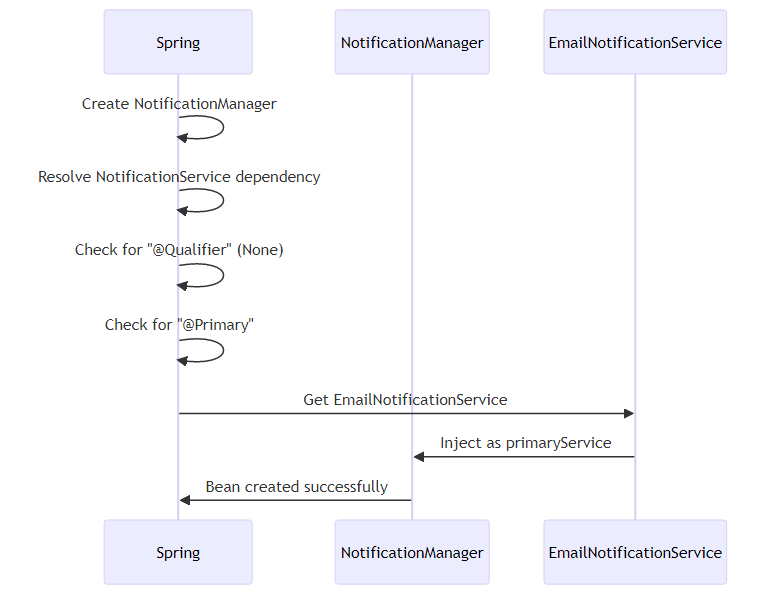 Spring
NotificationManager
EmailNotificationService
Create NotificationManager
Resolve NotificationService dependency
Check for "@Qualifier" (None)
Check for "@Primary"
Get EmailNotificationService
Inject as primaryService
Bean created successfully
Spring
NotificationManager
EmailNotificationService